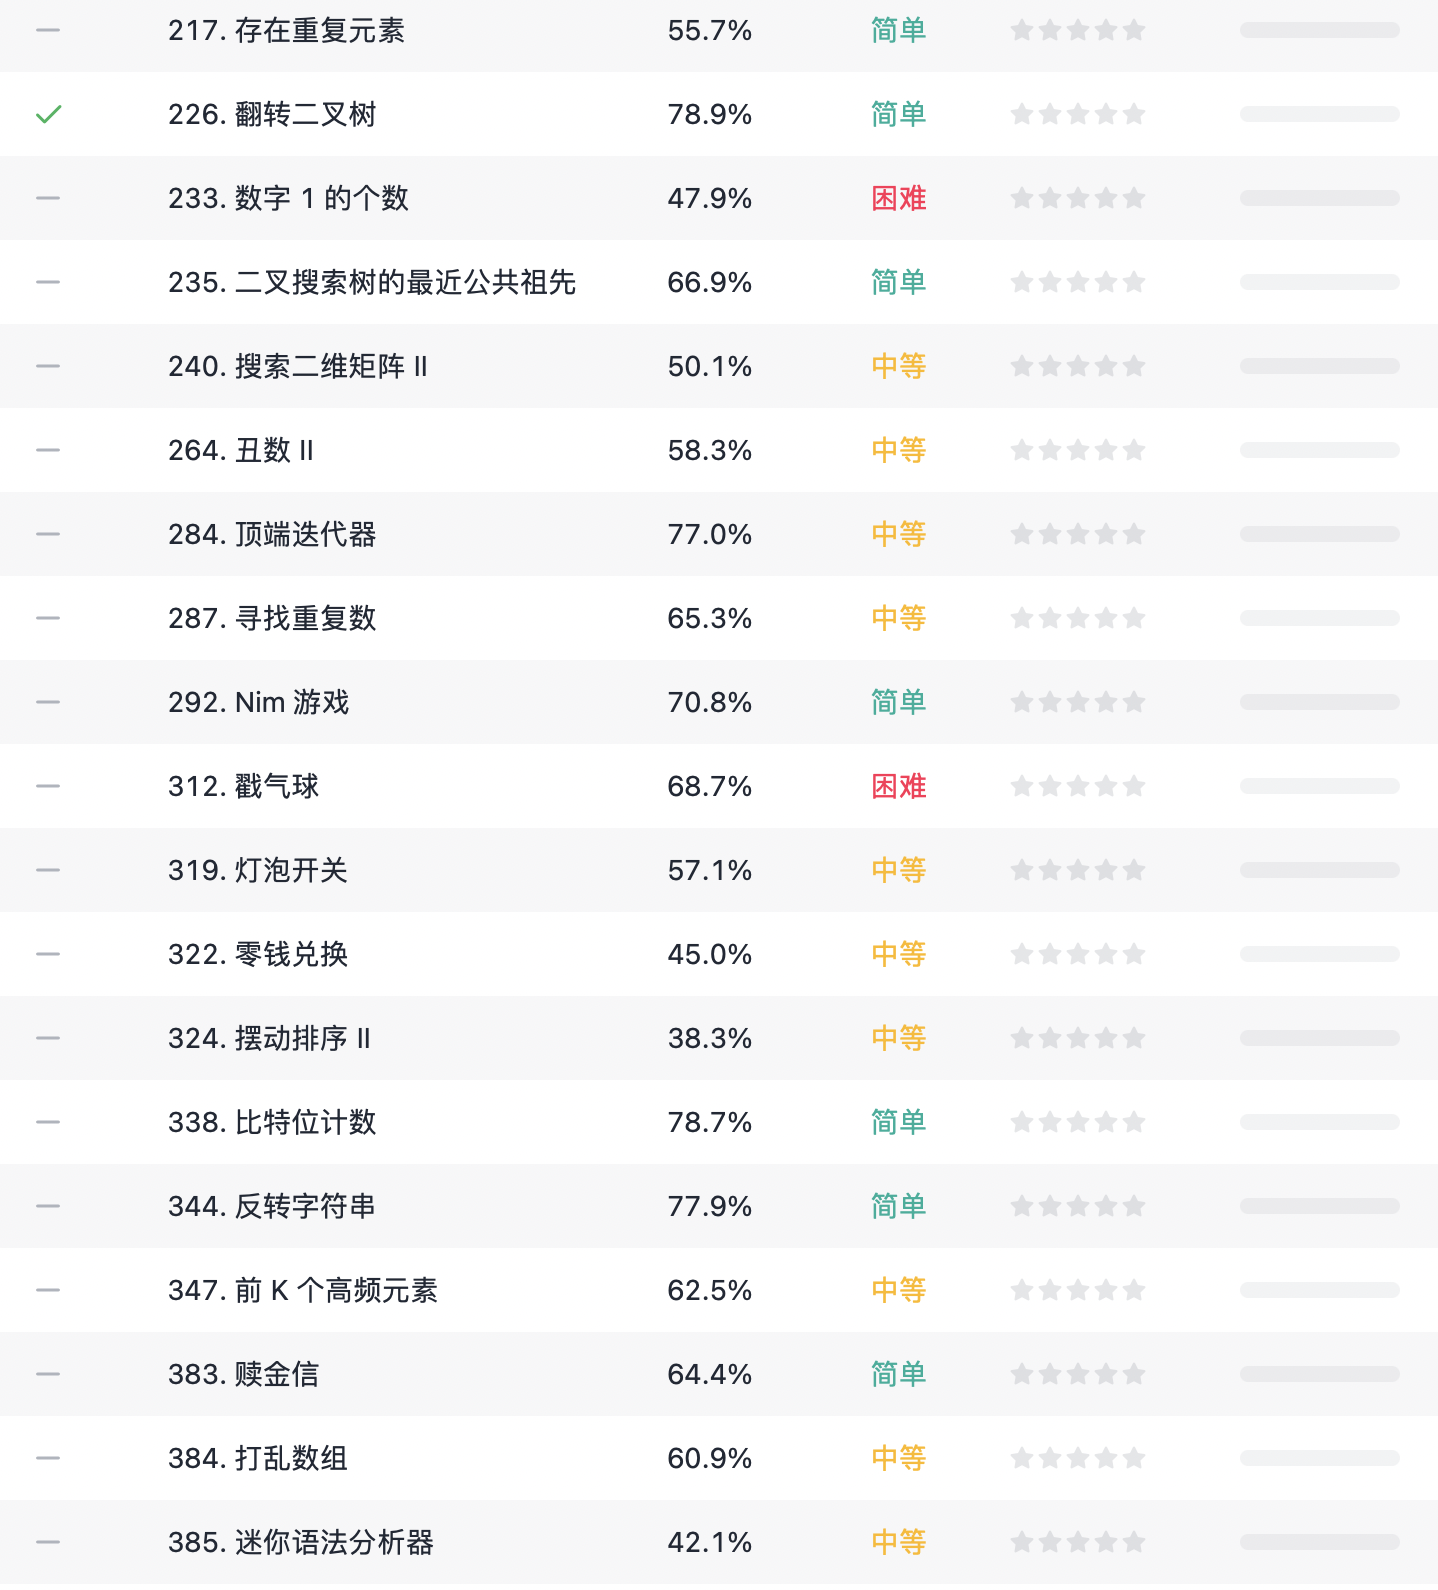 217. 存在重复元素 55.7% 简单
226. 翻转二叉树 78.9% 简单
233. 数字 1 的个数 47.9% 困难
235. 二叉搜索树的最近公共祖先 66.9% 简单
240. 搜索二维矩阵 II 50.1% 中等
264. 丑数 II 58.3% 中等
284. 顶端迭代器 77.0% 中等
287. 寻找重复数 65.3% 中等
292. Nim 游戏 70.8% 简单
312. 戳气球 68.7% 困难
319. 灯泡开关 57.1% 中等
322. 零钱兑换 45.0% 中等
324. 摆动排序 II 38.3% 中等
338. 比特位计数 78.7% 简单
344. 反转字符串 77.9% 简单
347. 前 K 个高频元素 62.5% 中等
383. 赎金信 64.4% 简单
384. 打乱数组 60.9% 中等
385. 迷你语法分析器 42.1% 中等